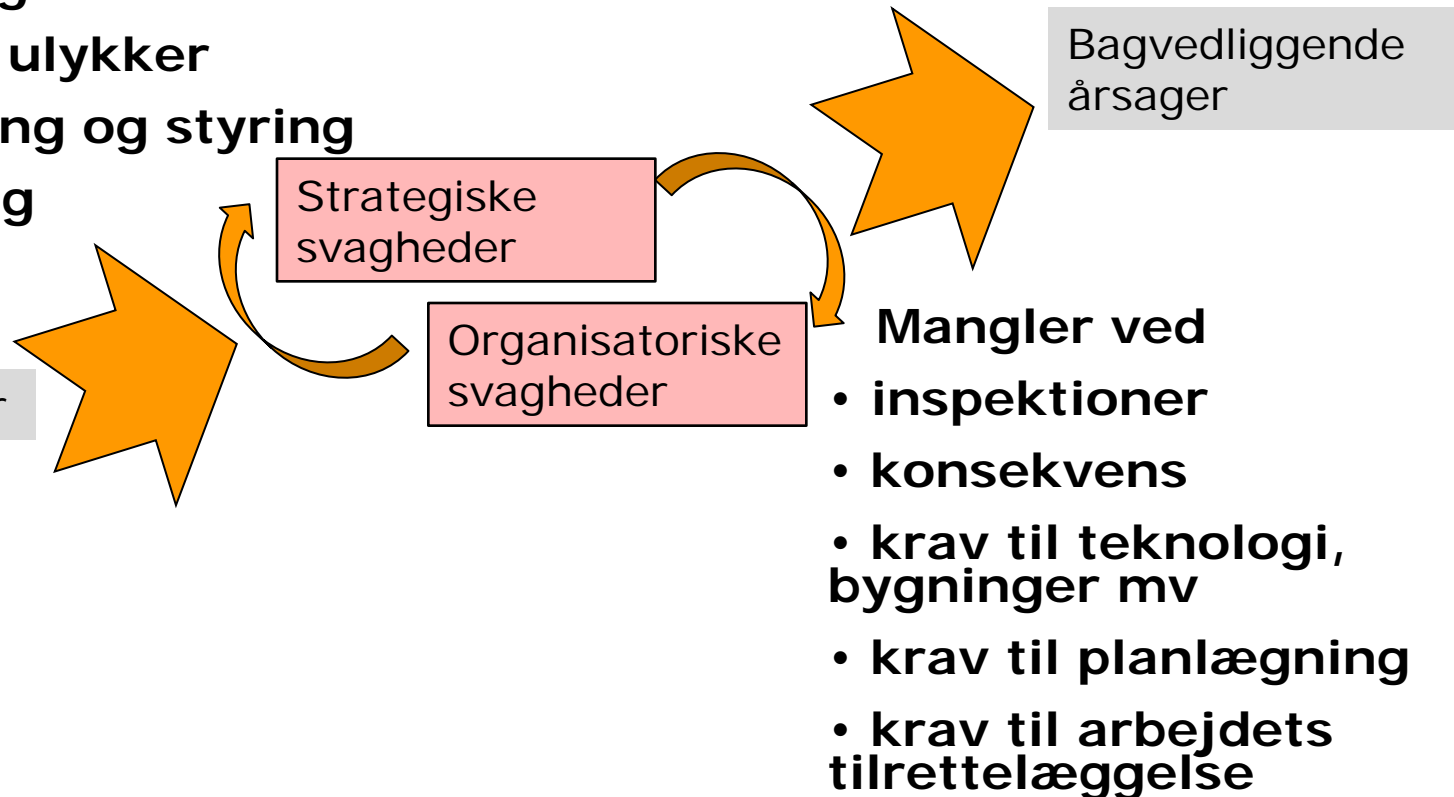 ulykker
og styring
Strategiske
svagheder
Organisatoriske
svagheder
Bagvedliggende
årsager
Mangler ved
• inspektioner
• konsekvens
• krav til teknologi,
bygninger mv
• krav til planlægning
• krav til arbejdets
tilrettelæggelse